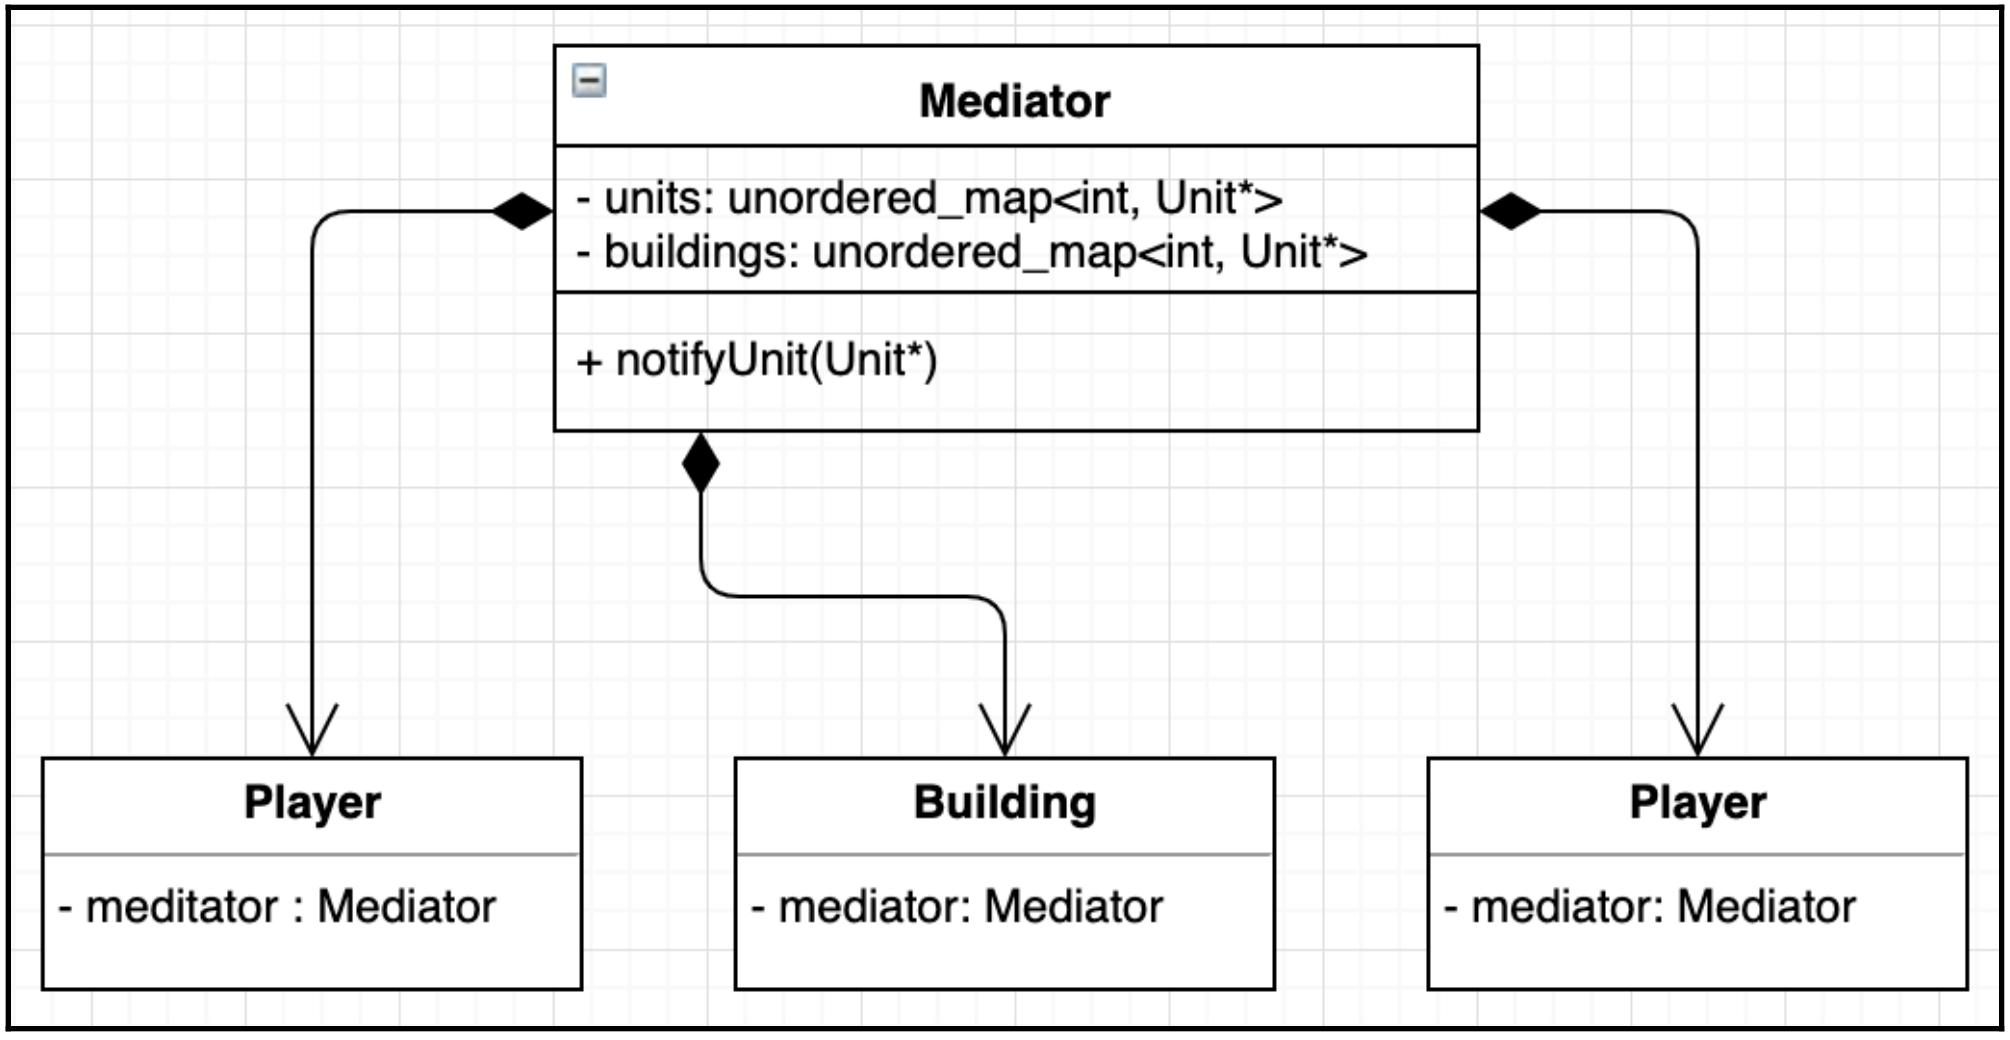 Mediator
- units: unordered_map<int, Unit*>
- buildings: unordered_map<int, Unit*>
+ notifyUnit(Unit*)
Player
- meditator : Mediator
Building
- mediator: Mediator
Player
- mediator: Mediator